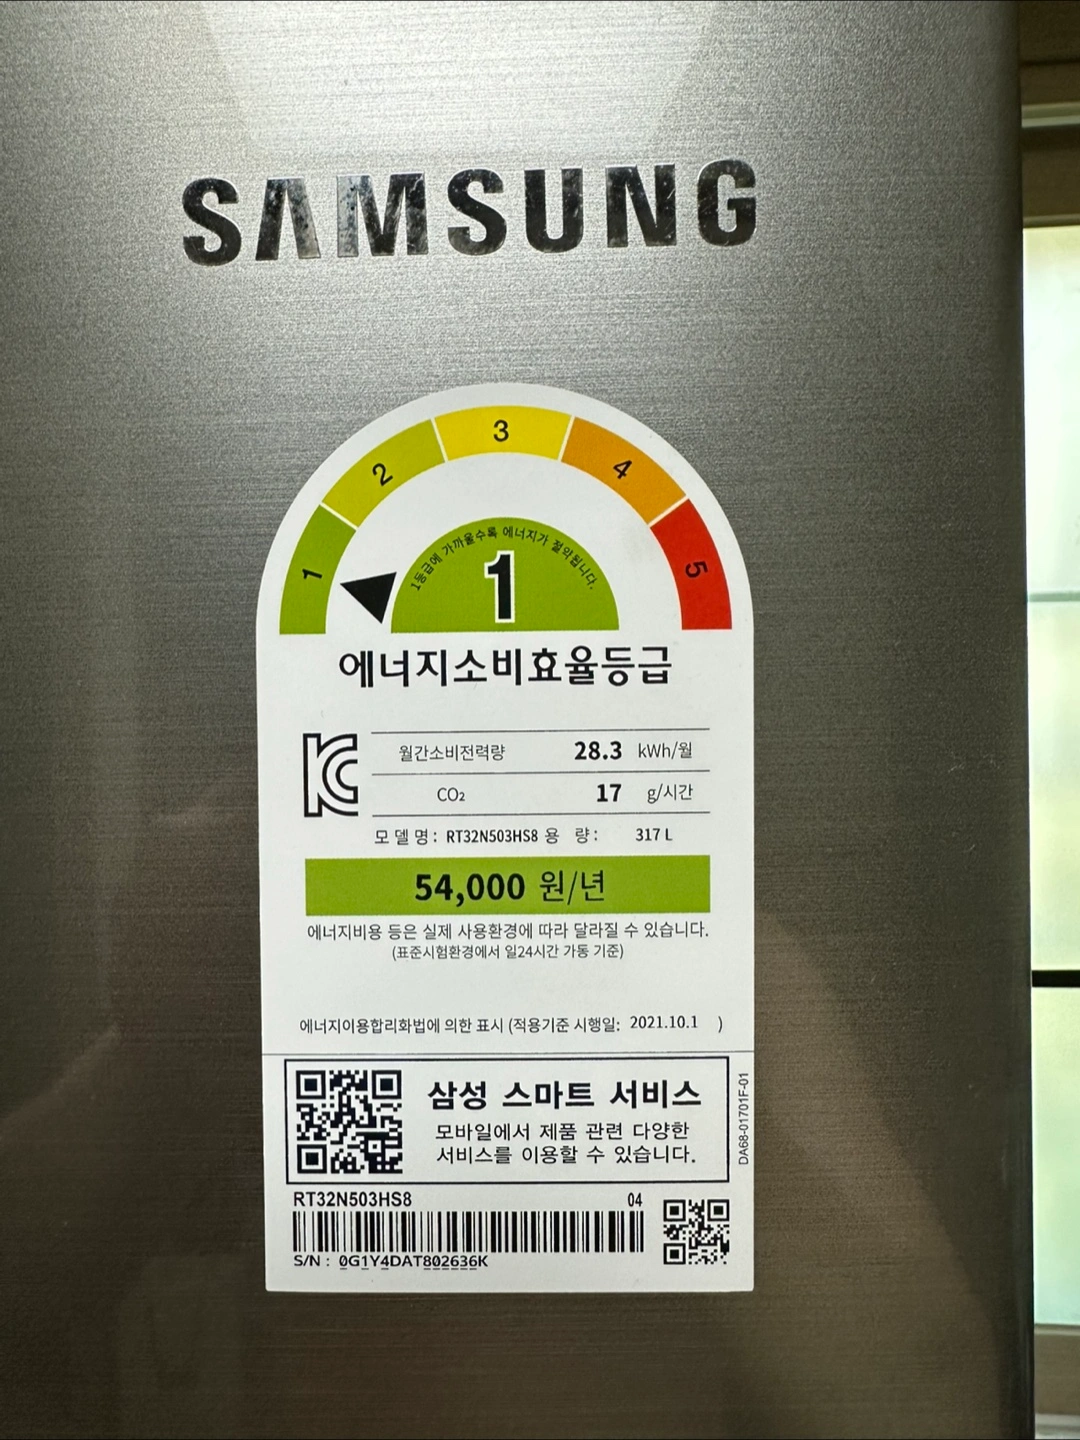 SAMSUNG
1 2 3 4 5
1등급에 가까울수록 에너지가 절약됩니다.
1
에너지소비효율등급
월간소비전력량 28.3 kWh/월
CO₂ 17 g/시간
모델명: RT32N503HS8 용 량: 317 L
54,000 원/년
에너지비용 등은 실제 사용환경에 따라 달라질 수 있습니다.
(표준시험환경에서 일24시간 가동 기준)
에너지이용합리화법에 의한 표시 (적용기준 시행일: 2021.10.1 )
삼성 스마트 서비스
모바일에서 제품 관련 다양한
서비스를 이용할 수 있습니다.
DA68-01701F-01
RT32N503HS8 04
S/N : 0G1Y4DAT802636K